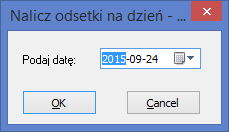 Nalicz odsetki na dzień - ...
Podaj datę: 2015-09-24
OK Cancel